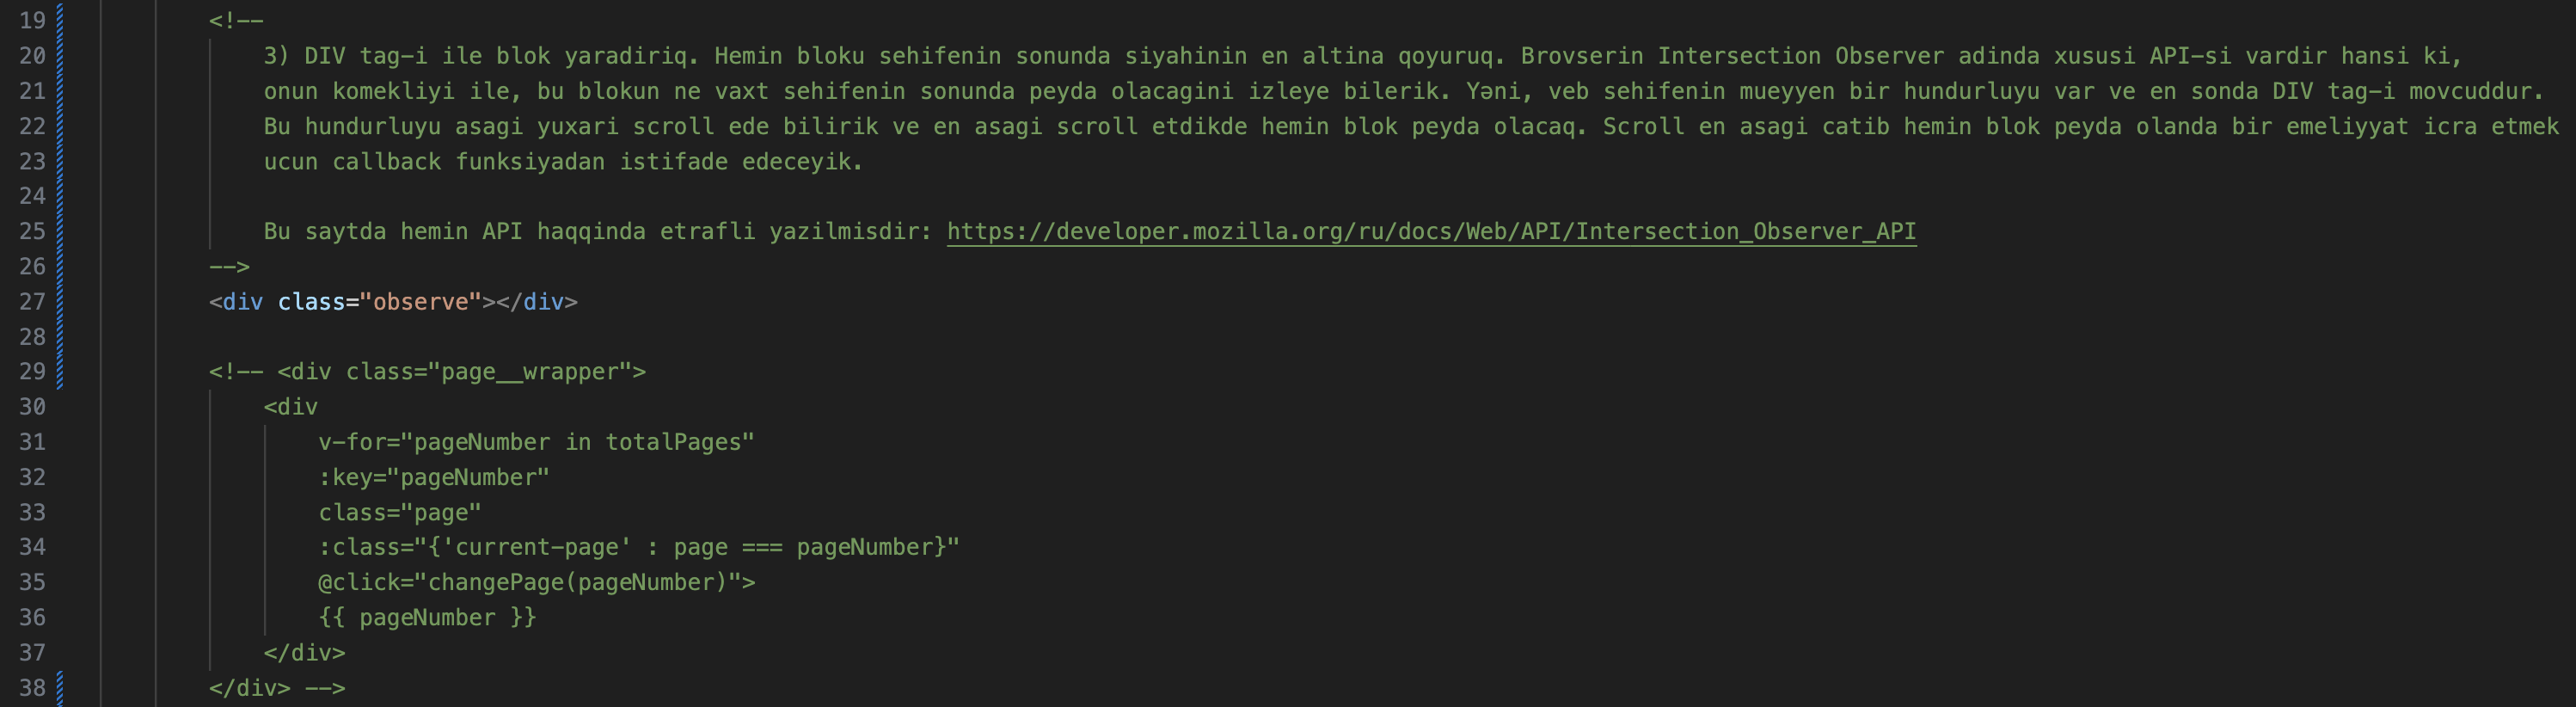 19 <!--
20 3) DIV tag-i ile blok yaradiriq. Hemin bloku sehifenin sonunda siyahinin en altina qoyuruq. Brovserin Intersection Observer adinda xususi API-si vardir hansi ki,
21 onun komekliyi ile, bu blokun ne vaxt sehifenin sonunda peyda olacagini izleye bilerik. Yəni, veb sehifenin mueyyen bir hundurluyu var ve en sonda DIV tag-i movcuddur.
22 Bu hundurluyu asagi yuxari scroll ede bilirik ve en asagi scroll etdikde hemin blok peyda olacaq. Scroll en asagi catib hemin blok peyda olanda bir emeliyyat icra etmek
23 ucun callback funksiyadan istifade edeceyik.
24
25 Bu saytda hemin API haqqinda etrafli yazilmisdir: https://developer.mozilla.org/ru/docs/Web/API/Intersection_Observer_API
26 -->
27 <div class="observe"></div>
28
29 <!-- <div class="page__wrapper">
30 <div
31 v-for="pageNumber in totalPages"
32 :key="pageNumber"
33 class="page"
34 :class="{'current-page' : page === pageNumber}"
35 @click="changePage(pageNumber)">
36 {{ pageNumber }}
37 </div>
38 </div> -->